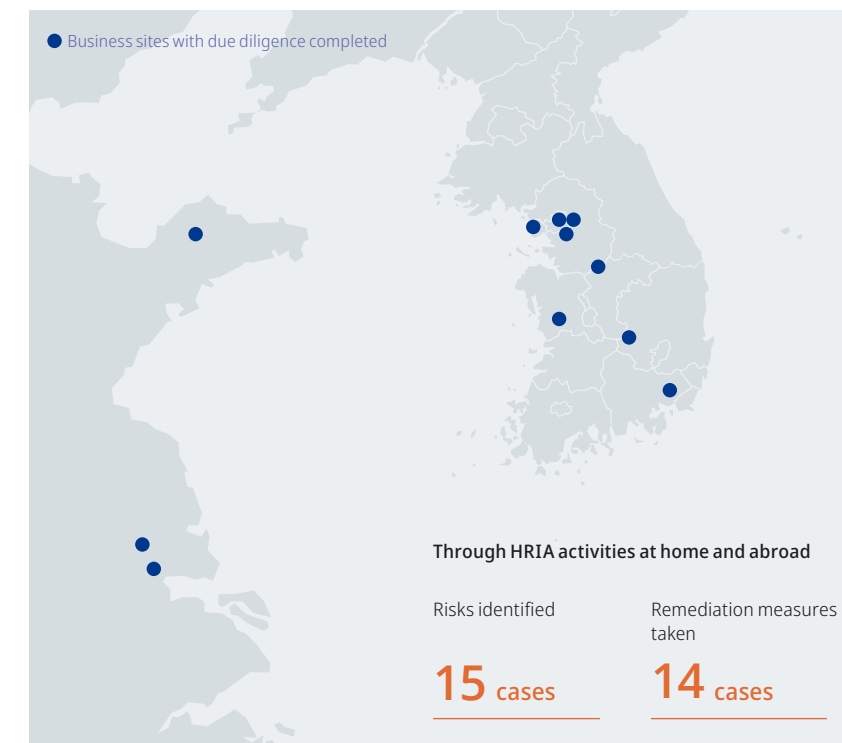 Business sites with due diligence completed
Through HRIA activities at home and abroad
Risks identified
Remediation measures
taken
15 cases
14 cases